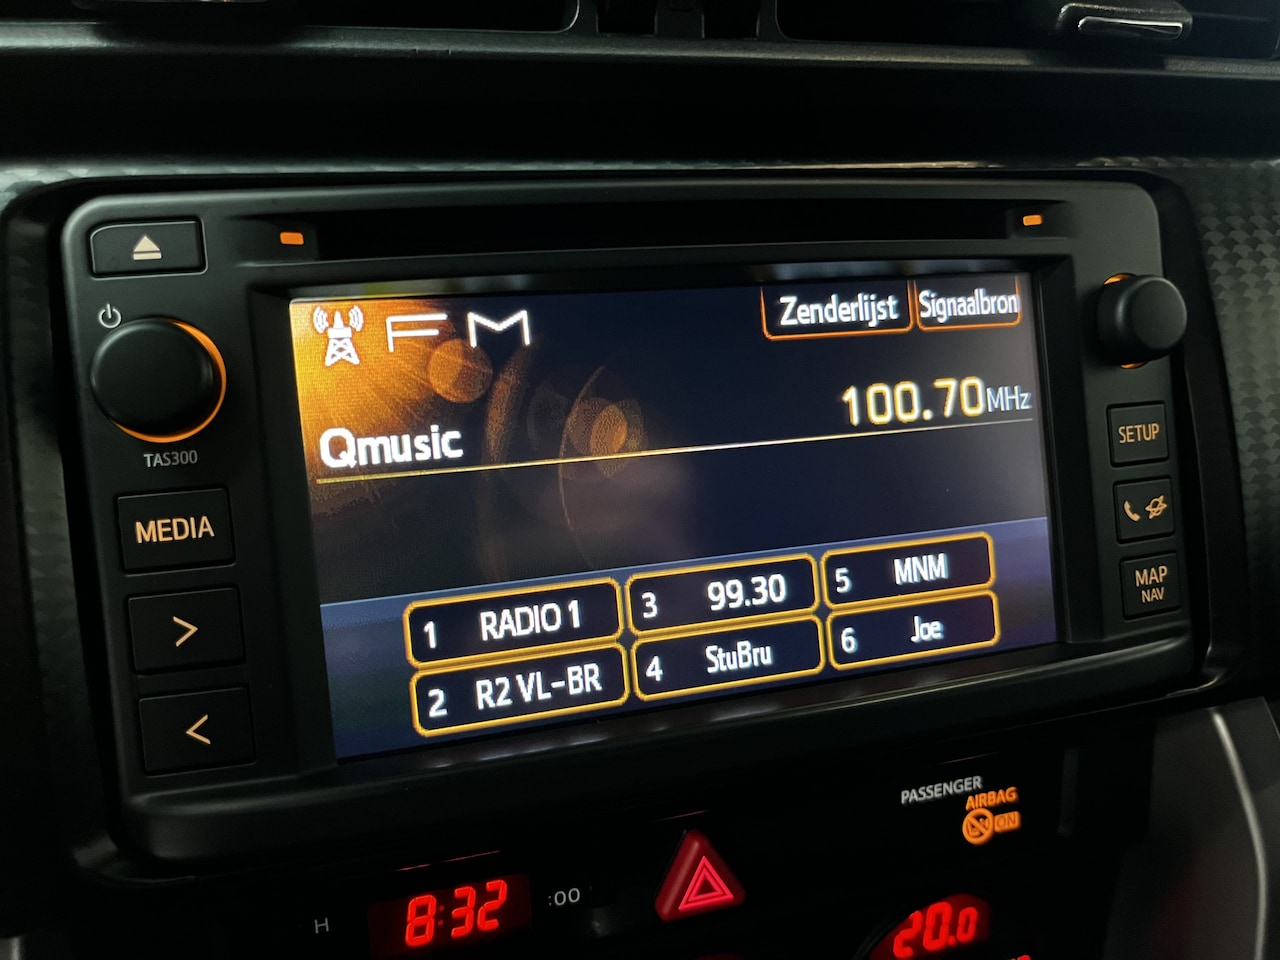 FM
Zenderlijst
Signaalbron
100.70MHz
Qmusic
TAS300
SETUP
MEDIA
MAP
NAV
1 RADIO 1
3 99.30
5 MNM
2 R2 VL-BR
4 StuBru
6 Joe
>
<
PASSENGER
AIRBAG
ON
H
8:32
:00
20.0